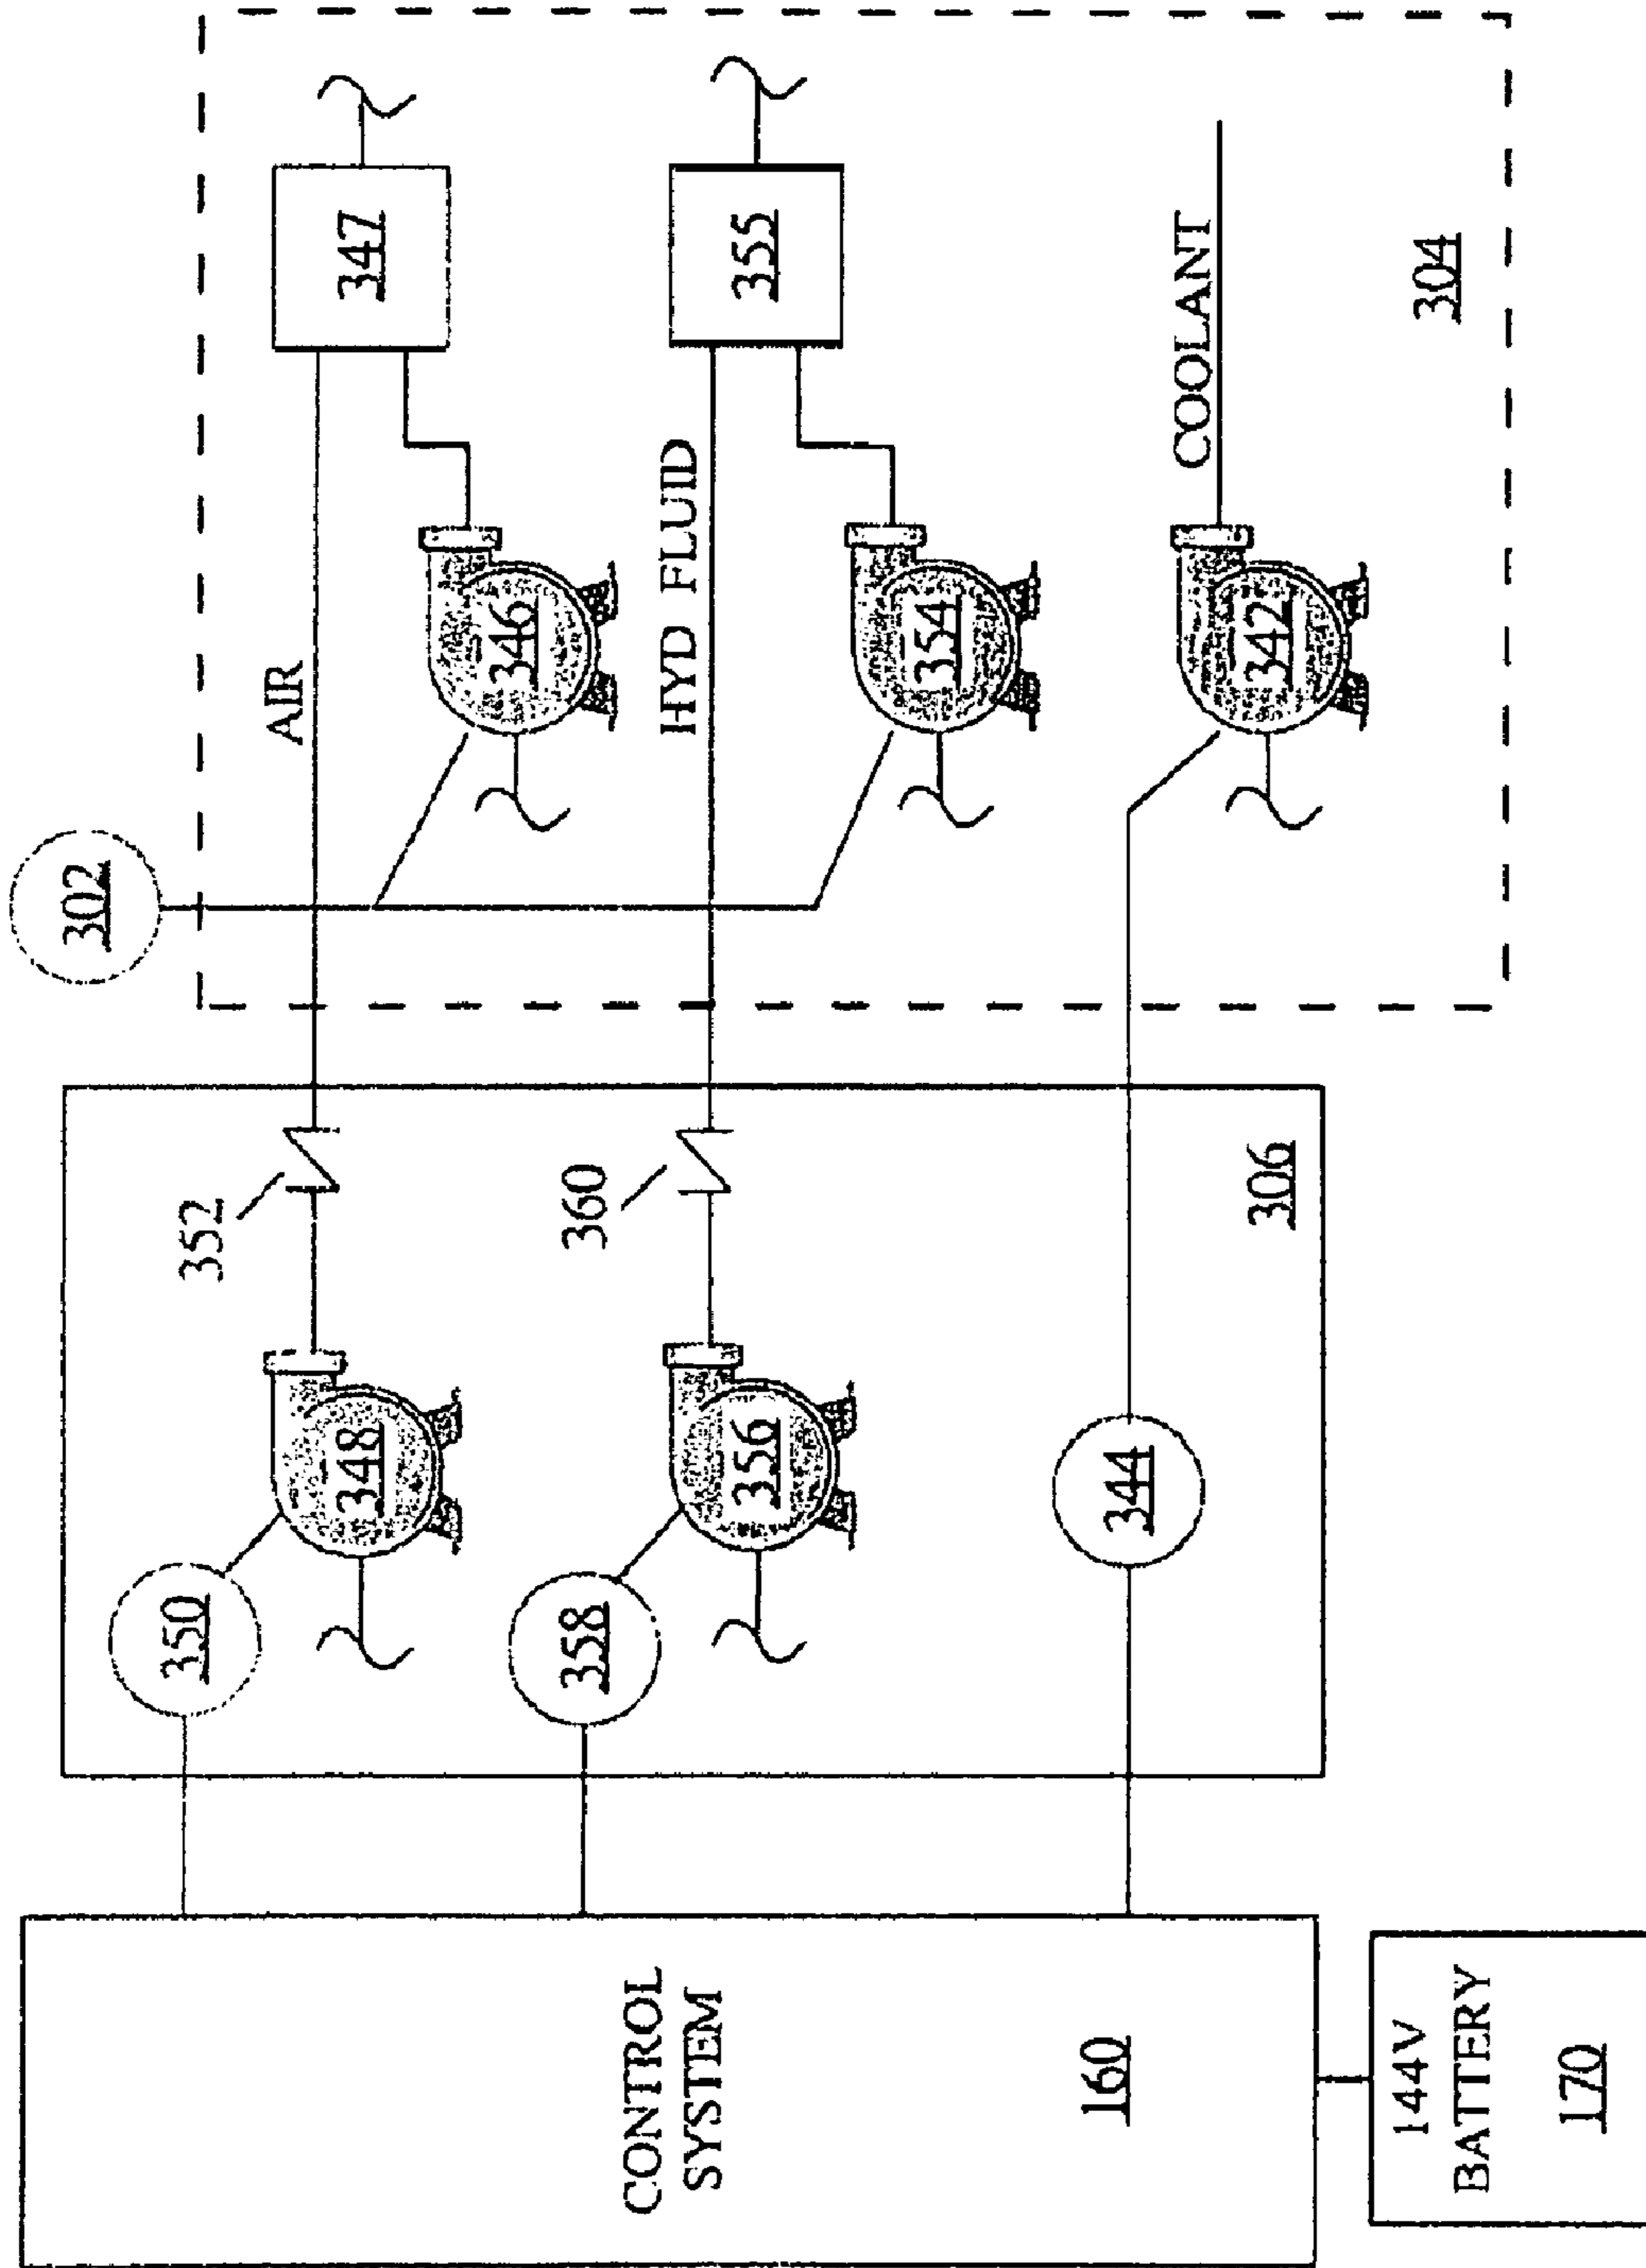 302
AIR
347
346
HYD FLUID
355
354
COOLANT
342
304
350
348
352
358
356
360
344
306
CONTROL
SYSTEM
160
144V
BATTERY
170